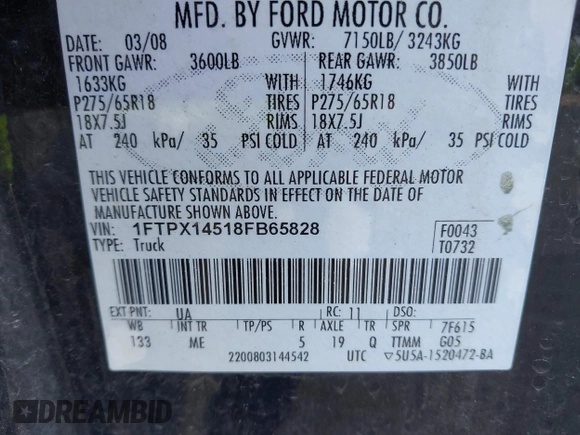 MFD. BY FORD MOTOR CO.
DATE: 03/08 GVWR: 7150LB/ 3243KG
FRONT GAWR: 3600LB REAR GAWR: 3850LB
1633KG WITH 1746KG WITH
P275/65R18 TIRES P275/65R18 TIRES
18X7.5J RIMS 18X7.5J RIMS
AT 240 kPa/ 35 PSI COLD AT 240 kPa/ 35 PSI COLD
THIS VEHICLE CONFORMS TO ALL APPLICABLE FEDERAL MOTOR
VEHICLE SAFETY STANDARDS IN EFFECT ON THE DATE OF
MANUFACTURE SHOWN ABOVE.
VIN: 1FTPX14518FB65828 F0043
TYPE: Truck T0732
EXT PNT: UA RC: 11 DSO:
WB INT TR TP/PS R AXLE TR SPR 7F615
133 ME 5 19 Q TTMM G05
2200803144542 UTC ▽5U5A-1520472-BA
DREAMBID